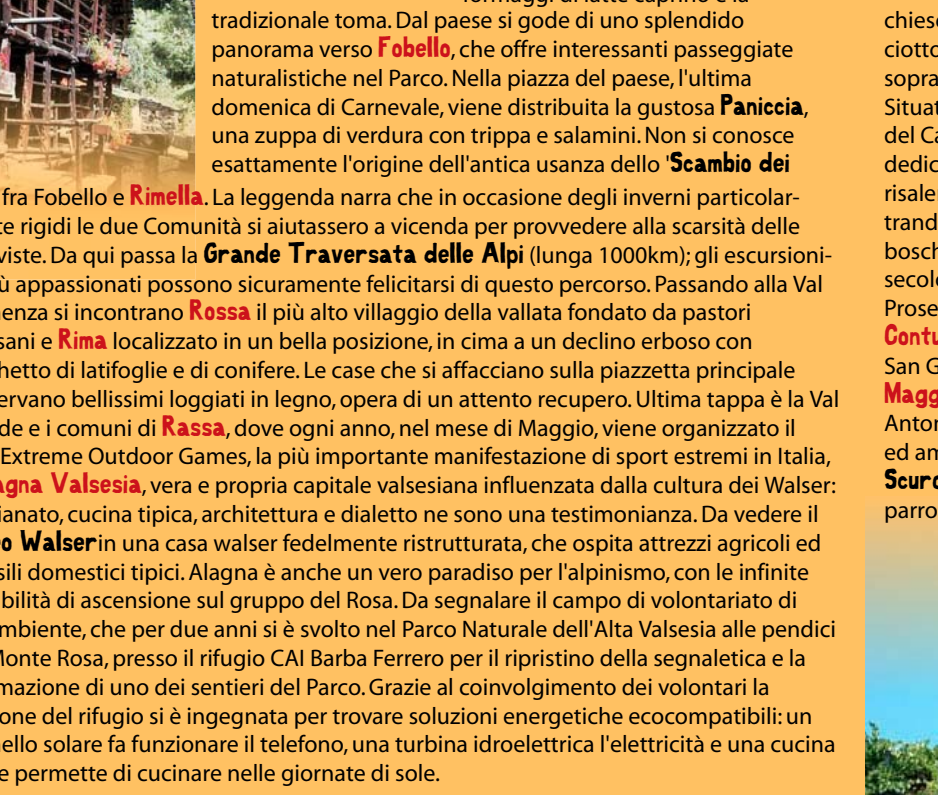 formaggi di latte caprino e la
tradizionale toma. Dal paese si gode di uno splendido
panorama verso Fobello, che offre interessanti passeggiate
naturalistiche nel Parco. Nella piazza del paese, l'ultima
domenica di Carnevale, viene distribuita la gustosa Paniccia,
una zuppa di verdura con trippa e salamini. Non si conosce
esattamente l'origine dell'antica usanza dello 'Scambio dei
fra Fobello e Rimella. La leggenda narra che in occasione degli inverni particolar-
te rigidi le due Comunità si aiutassero a vicenda per provvedere alla scarsità delle
viste. Da qui passa la Grande Traversata delle Alpi (lunga 1000km); gli escursioni-
ù appassionati possono sicuramente felicitarsi di questo percorso. Passando alla Val
enza si incontrano Rossa il più alto villaggio della vallata fondato da pastori
sani e Rima localizzato in un bella posizione, in cima a un declino erboso con
hetto di latifoglie e di conifere. Le case che si affacciano sulla piazzetta principale
ervano bellissimi loggiati in legno, opera di un attento recupero. Ultima tappa è la Val
de e i comuni di Rassa, dove ogni anno, nel mese di Maggio, viene organizzato il
Extreme Outdoor Games, la più importante manifestazione di sport estremi in Italia,
agna Valsesia, vera e propria capitale valsesiana influenzata dalla cultura dei Walser:
ianato, cucina tipica, architettura e dialetto ne sono una testimonianza. Da vedere il
o Walser in una casa walser fedelmente ristrutturata, che ospita attrezzi agricoli ed
sili domestici tipici. Alagna è anche un vero paradiso per l'alpinismo, con le infinite
bilità di ascensione sul gruppo del Rosa. Da segnalare il campo di volontariato di
mbiente, che per due anni si è svolto nel Parco Naturale dell'Alta Valsesia alle pendici
Monte Rosa, presso il rifugio CAI Barba Ferrero per il ripristino della segnaletica e la
mazione di uno dei sentieri del Parco. Grazie al coinvolgimento dei volontari la
one del rifugio si è ingegnata per trovare soluzioni energetiche ecocompatibili: un
ello solare fa funzionare il telefono, una turbina idroelettrica l'elettricità e una cucina
e permette di cucinare nelle giornate di sole.
chies
ciotto
sopra
Situat
del Ca
dedic
risale
trand
bosch
secol
Prose
Contu
San G
Magg
Anton
ed am
Scuro
parro